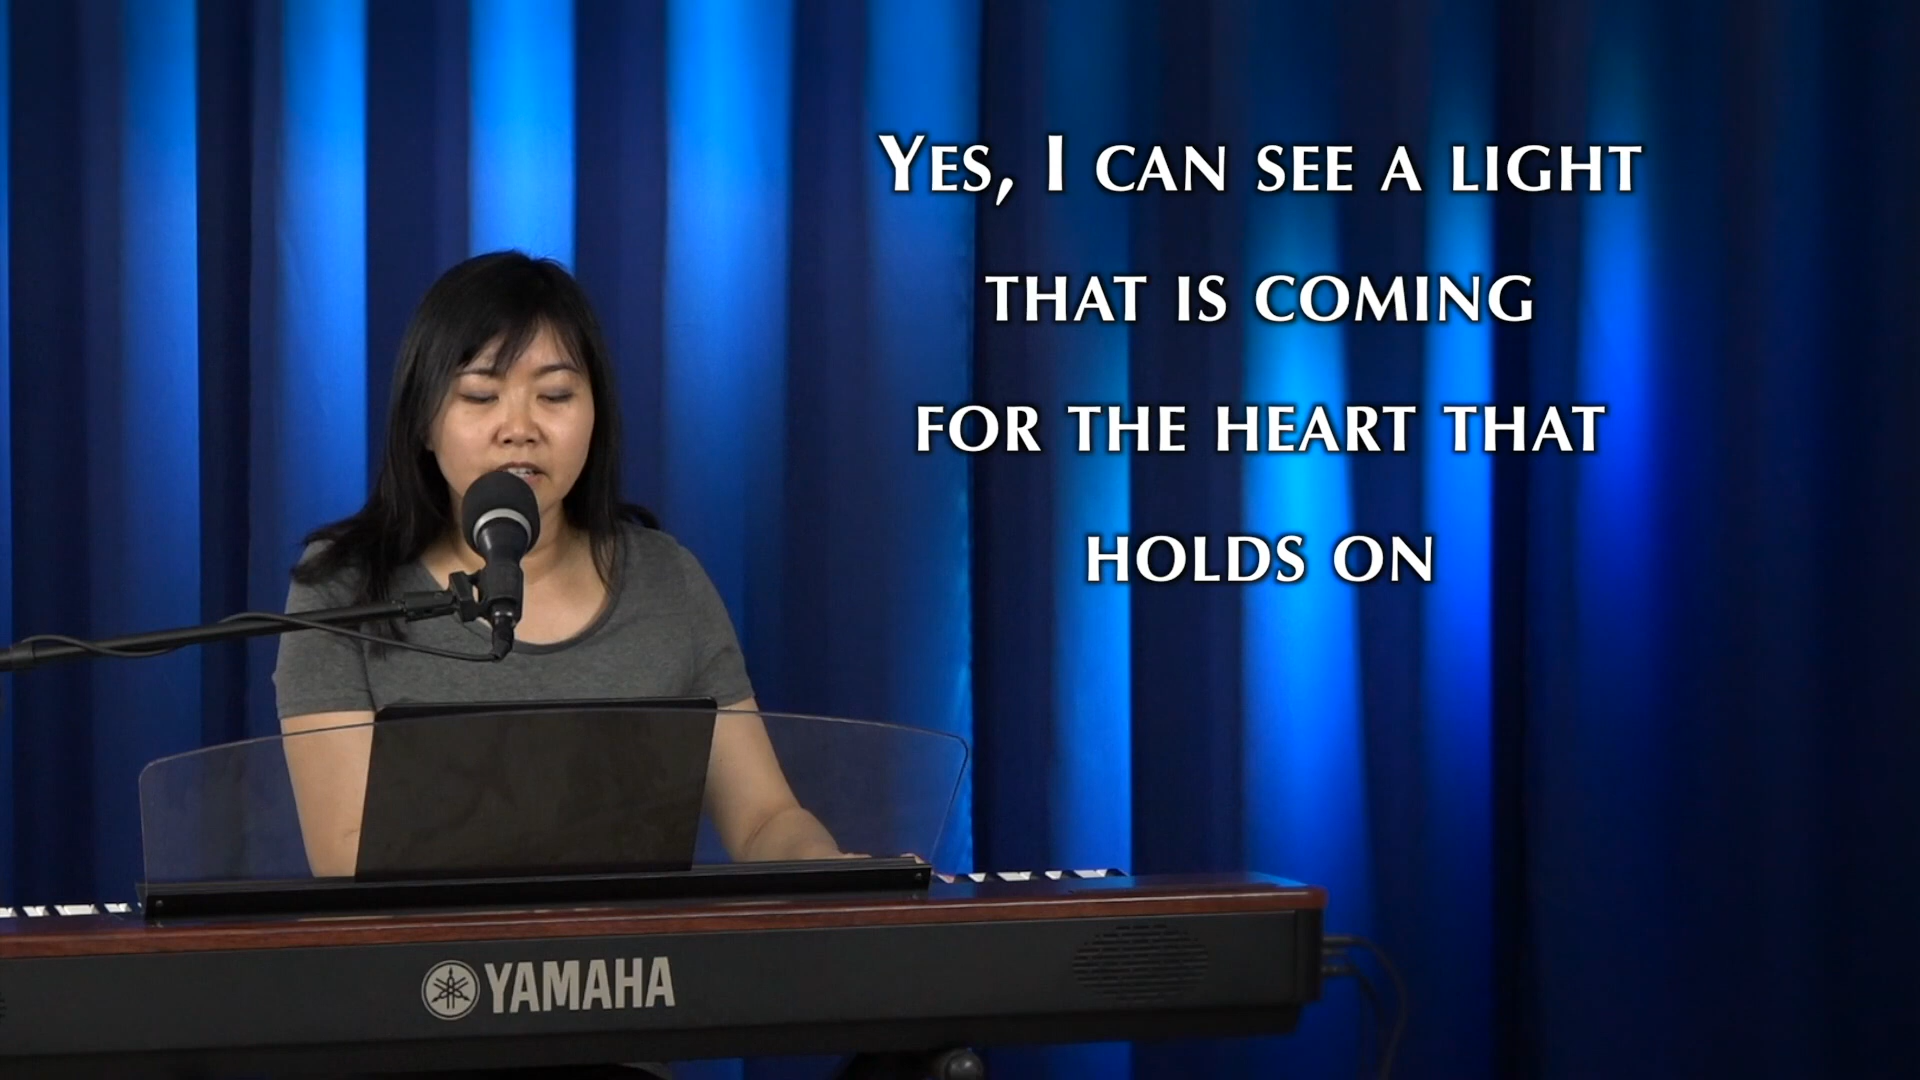 Yes, I can see a light
that is coming
for the heart that
holds on
YAMAHA